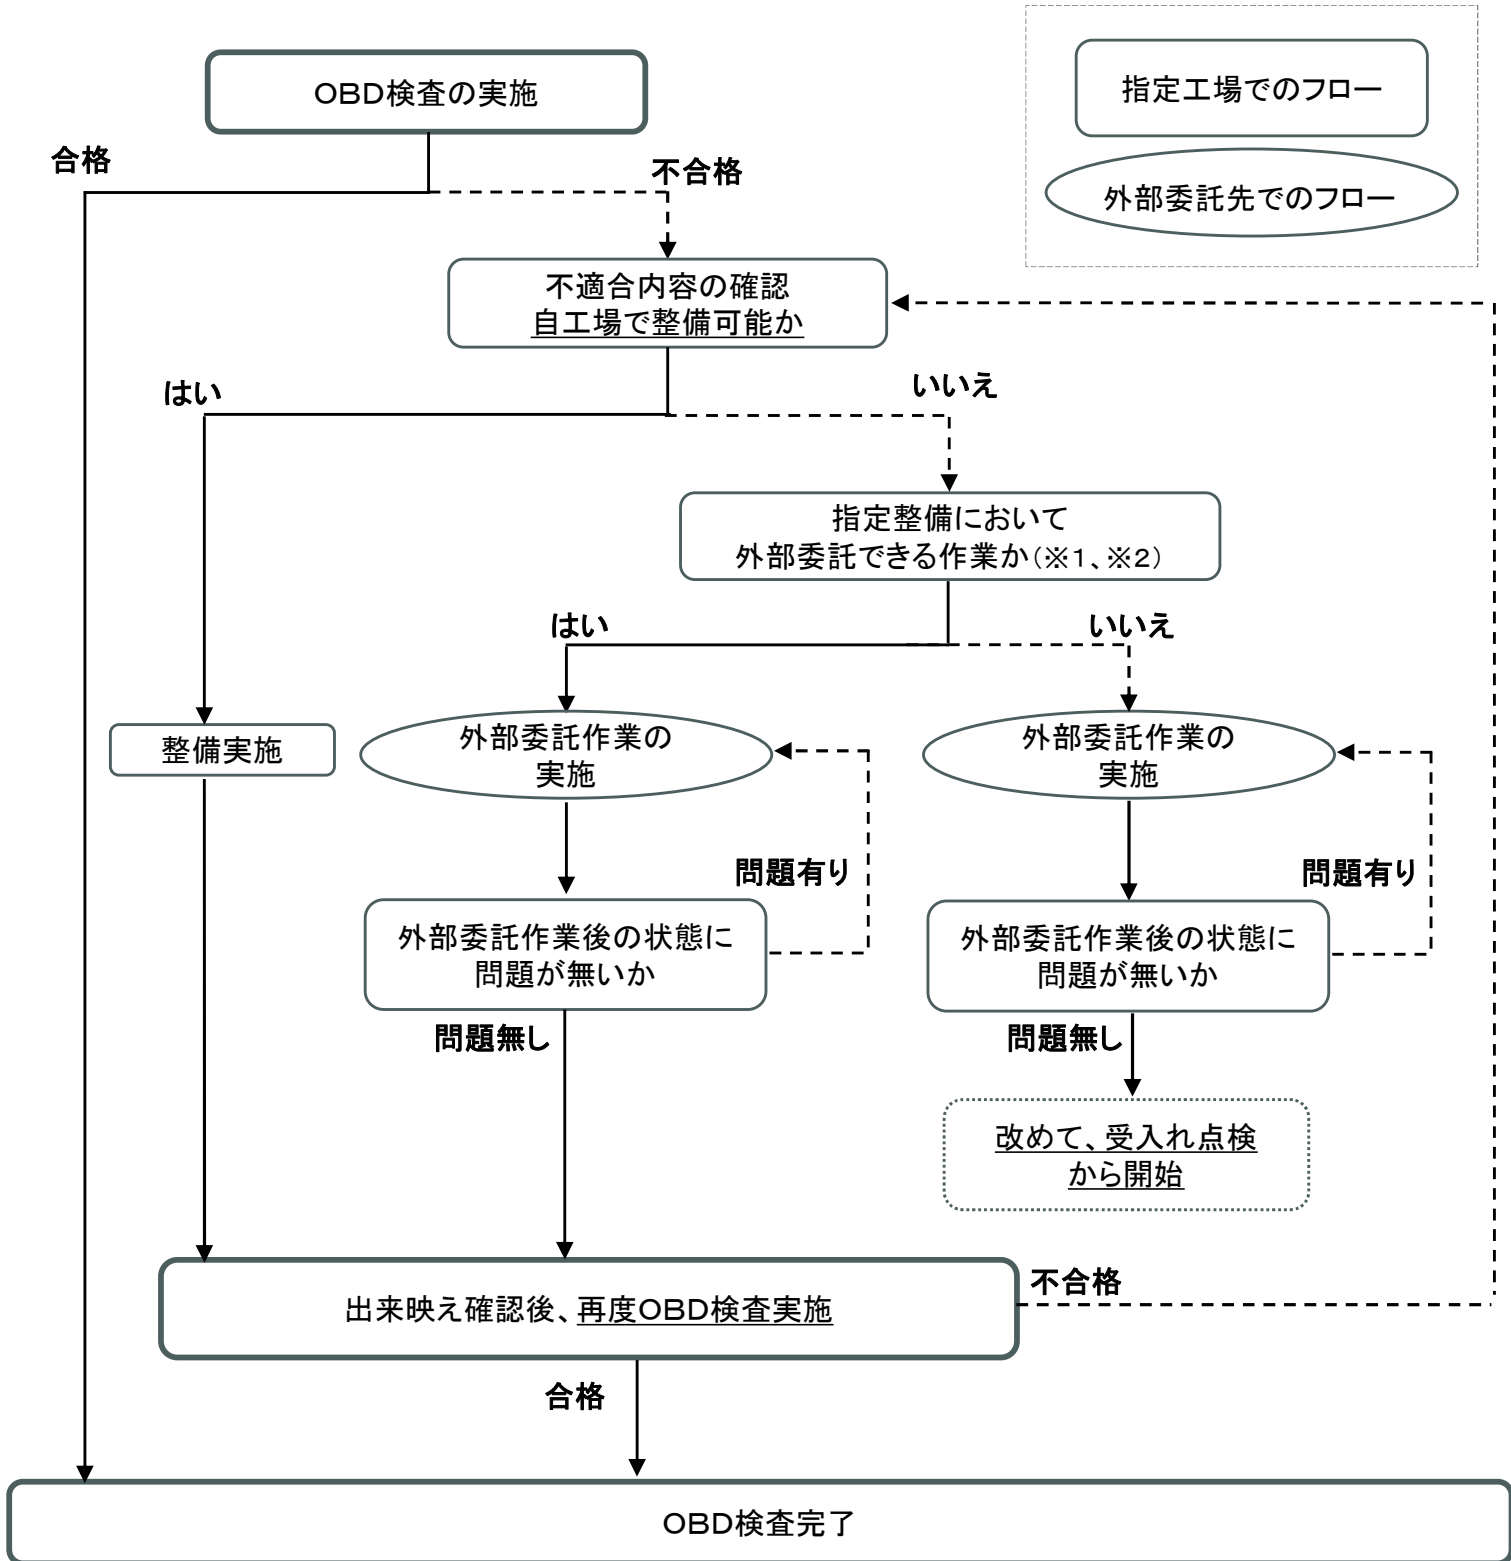 OBD検査の実施
指定工場でのフロー
外部委託先でのフロー
合格
不合格
不適合内容の確認
自工場で整備可能か
はい
いいえ
指定整備において
外部委託できる作業か(※1、※2)
はい
いいえ
整備実施
外部委託作業の
実施
外部委託作業の
実施
問題有り
問題有り
外部委託作業後の状態に
問題が無いか
外部委託作業後の状態に
問題が無いか
問題無し
問題無し
改めて、受入れ点検
から開始
出来映え確認後、再度OBD検査実施
不合格
合格
OBD検査完了